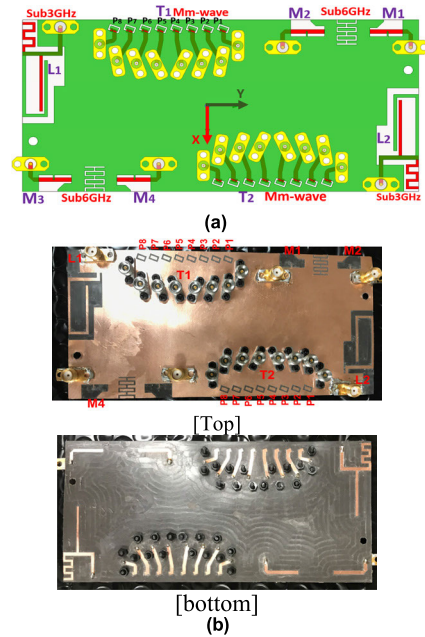 Sub3GHz
T1 Mm-wave
M2
Sub6GHz
M1
P8 P7 P6 P5 P4 P3 P2 P1
L1
Y
X
L2
M3
Sub6GHz
M4
T2
Mm-wave
Sub3GHz
(a)
P8 P7 P6 P5 P4 P3 P2 P1
L1
T1
M1
M2
T2
L2
M4
[Top]
[bottom]
(b)